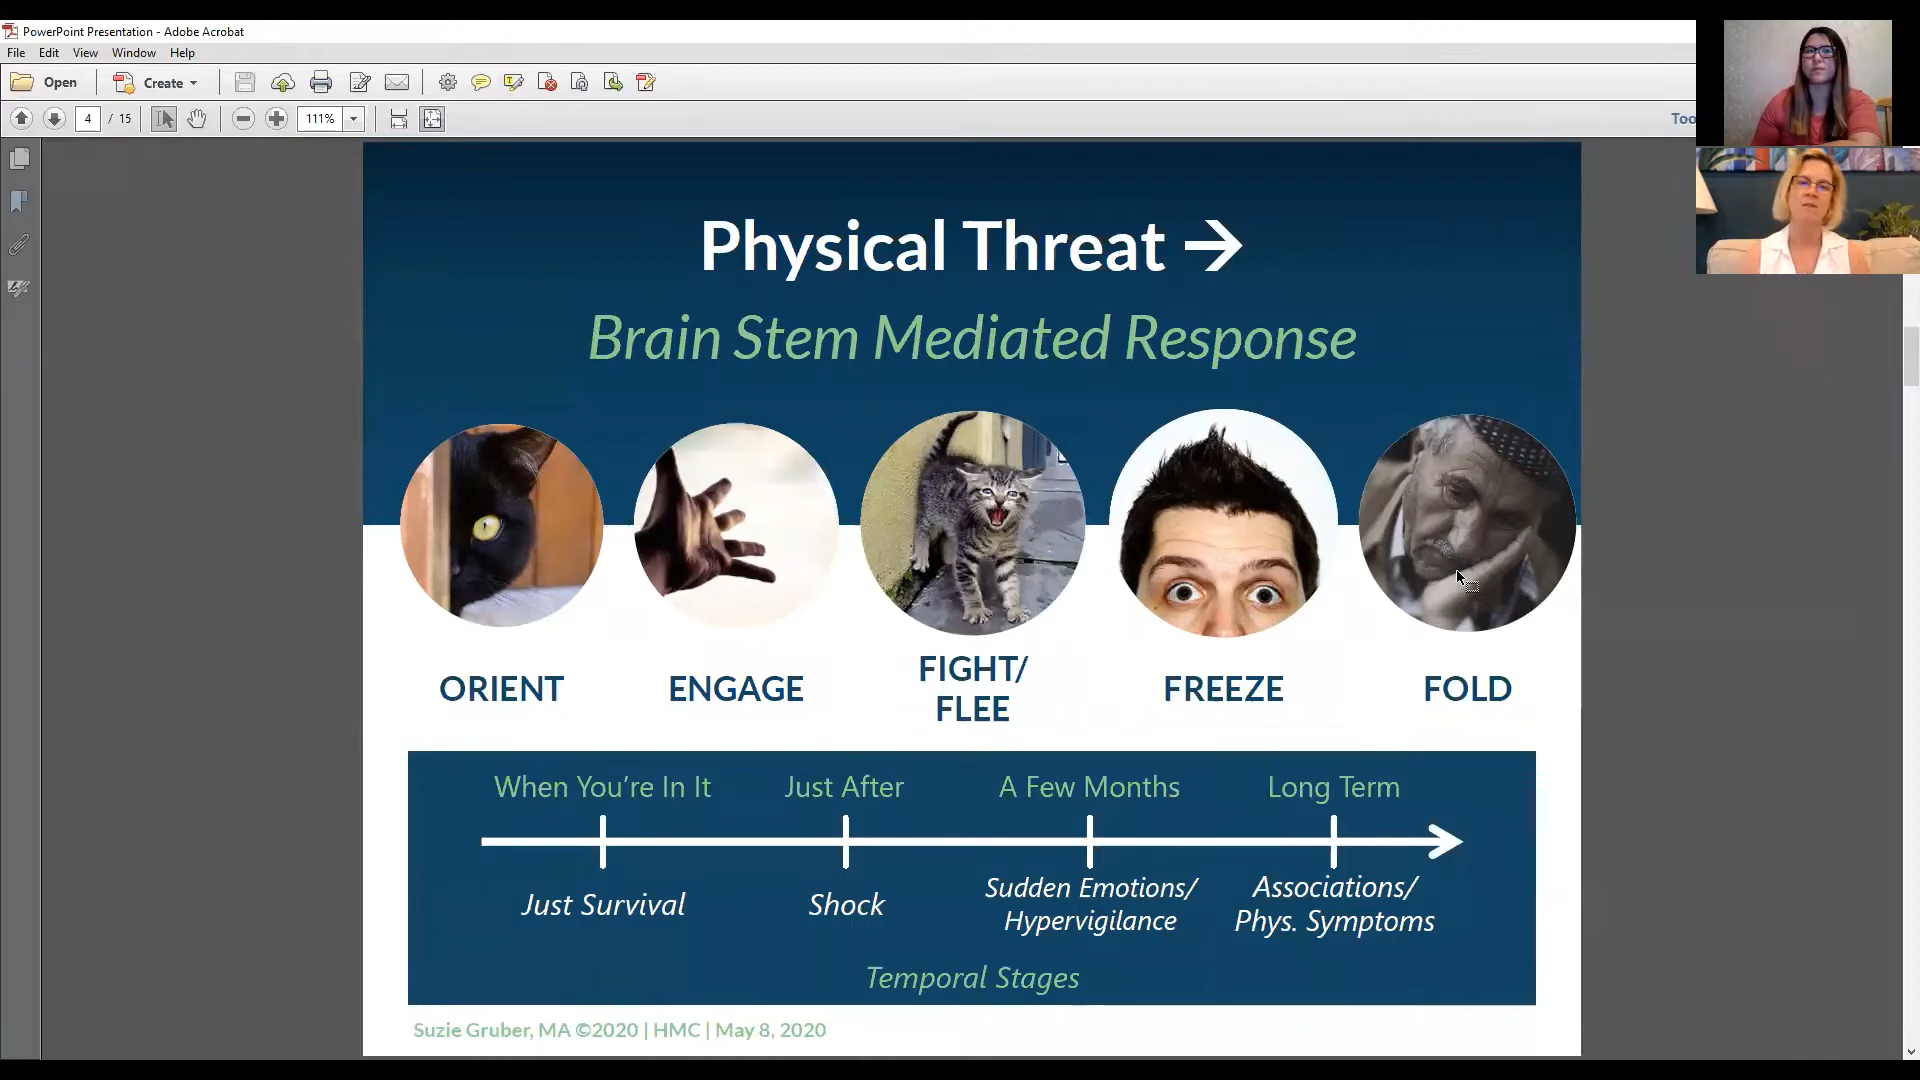 PowerPoint Presentation - Adobe Acrobat
File Edit View Window Help
Open Create
4 / 15 111% Too
Physical Threat →
Brain Stem Mediated Response
ORIENT ENGAGE FIGHT/ FREEZE FOLD
FLEE
When You’re In It Just After A Few Months Long Term
Just Survival Shock Sudden Emotions/ Associations/
Hypervigilance Phys. Symptoms
Temporal Stages
Suzie Gruber, MA ©2020 | HMC | May 8, 2020